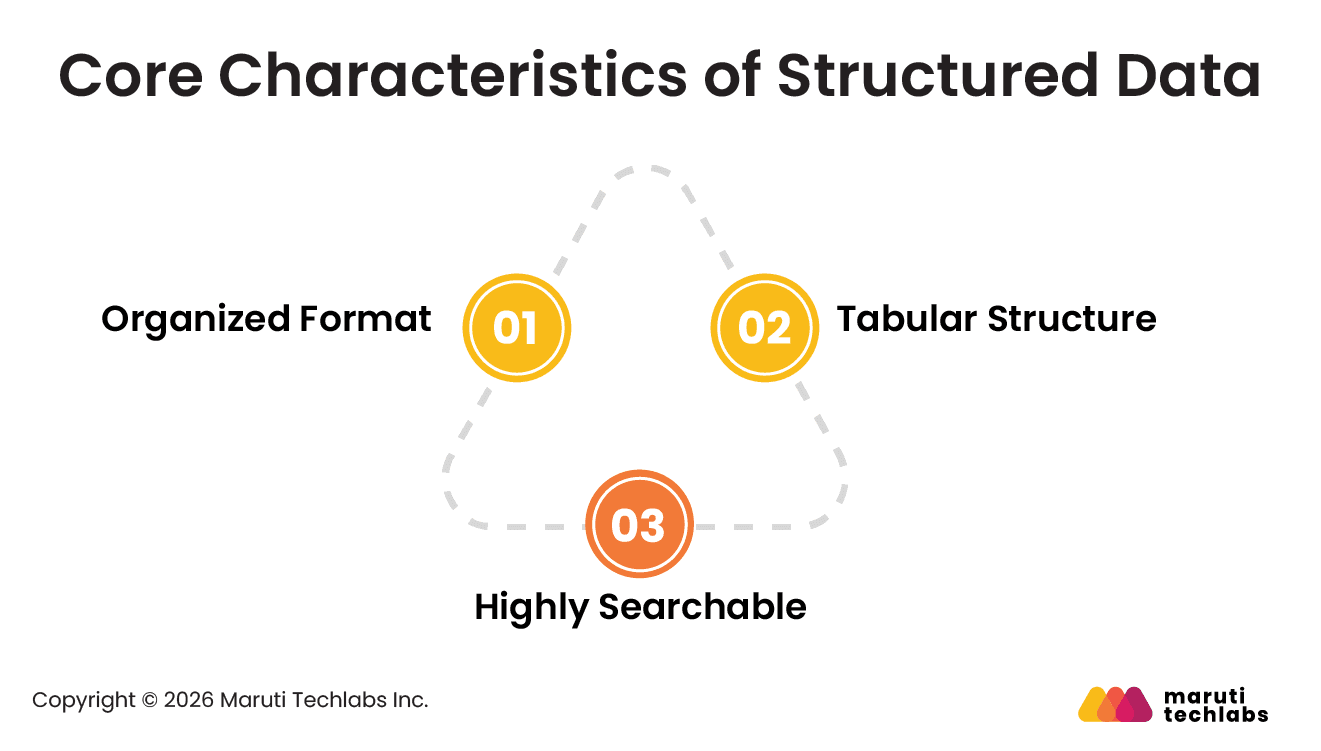 Core Characteristics of Structured Data
Organized Format
01
02
Tabular Structure
03
Highly Searchable
Copyright © 2026 Maruti Techlabs Inc.
maruti
techlabs